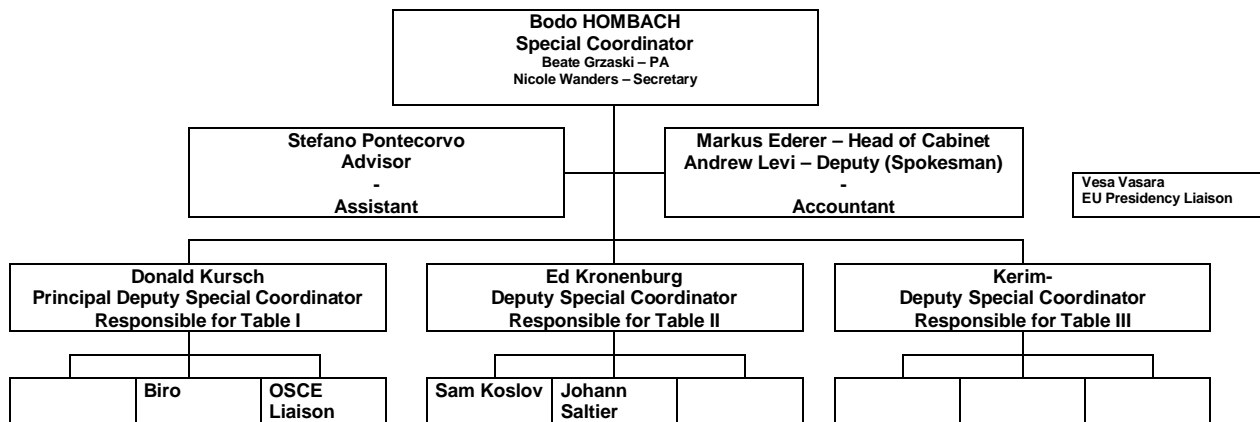 Bodo HOMBACH
Special Coordinator
Beate Grzaski – PA
Nicole Wanders – Secretary
Stefano Pontecorvo
Advisor
-
Assistant
Markus Ederer – Head of Cabinet
Andrew Levi – Deputy (Spokesman)
-
Accountant
Vesa Vasara
EU Presidency Liaison
Donald Kursch
Principal Deputy Special Coordinator
Responsible for Table I
Ed Kronenburg
Deputy Special Coordinator
Responsible for Table II
Kerim-
Deputy Special Coordinator
Responsible for Table III
Biro
OSCE
Liaison
Sam Koslov
Johann
Saltier